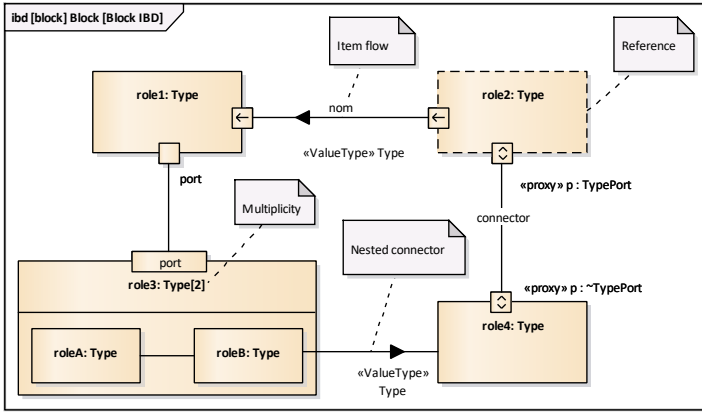 ibd [block] Block [Block IBD]
Item flow
Reference
role1: Type
role2: Type
nom
«ValueType» Type
port
«proxy» p : TypePort
Multiplicity
connector
Nested connector
port
role3: Type[2]
«proxy» p : ~TypePort
role4: Type
roleA: Type
roleB: Type
«ValueType»
Type